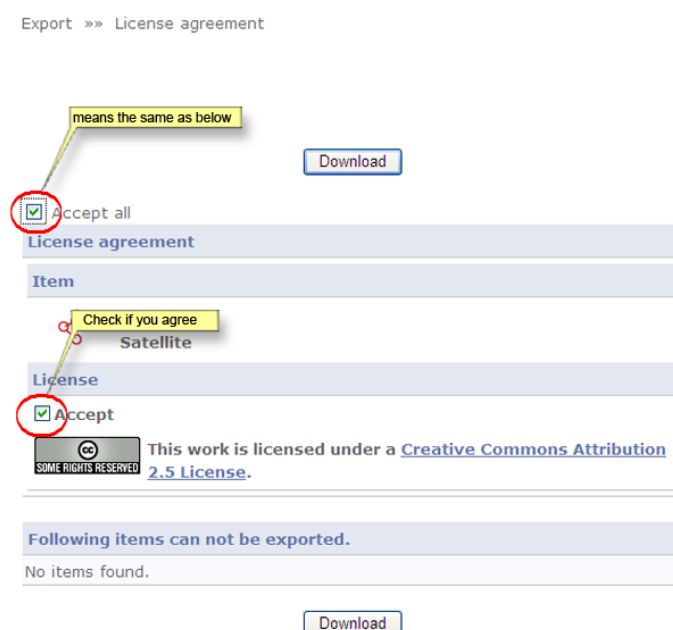 Export »» License agreement
means the same as below
Download
Accept all
License agreement
Item
Check if you agree
Satellite
License
Accept
cc
SOME RIGHTS RESERVED
This work is licensed under a Creative Commons Attribution
2.5 License.
Following items can not be exported.
No items found.
Download